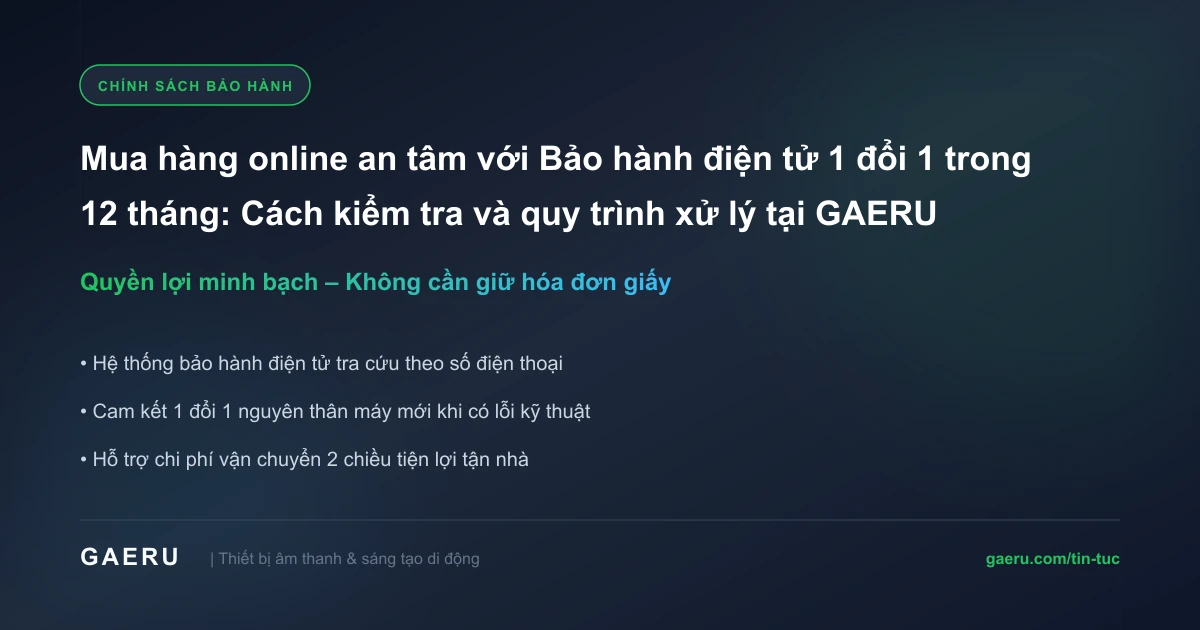 CHÍNH SÁCH BẢO HÀNH
Mua hàng online an tâm với Bảo hành điện tử 1 đổi 1 trong
12 tháng: Cách kiểm tra và quy trình xử lý tại GAERU
Quyền lợi minh bạch – Không cần giữ hóa đơn giấy
• Hệ thống bảo hành điện tử tra cứu theo số điện thoại
• Cam kết 1 đổi 1 nguyên thân máy mới khi có lỗi kỹ thuật
• Hỗ trợ chi phí vận chuyển 2 chiều tiện lợi tận nhà
GAERU | Thiết bị âm thanh & sáng tạo di động gaeru.com/tin-tuc